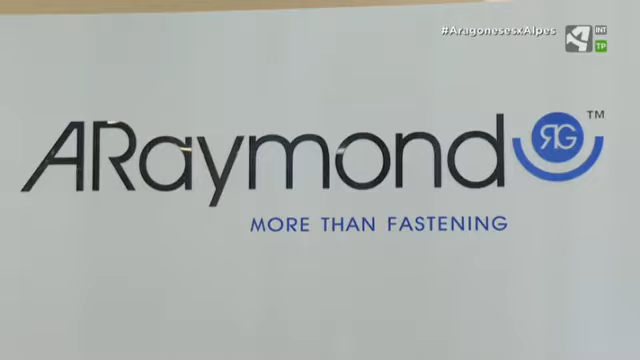 #AragonesesxAlpes
INT
TP
ARaymond
RG
TM
MORE THAN FASTENING